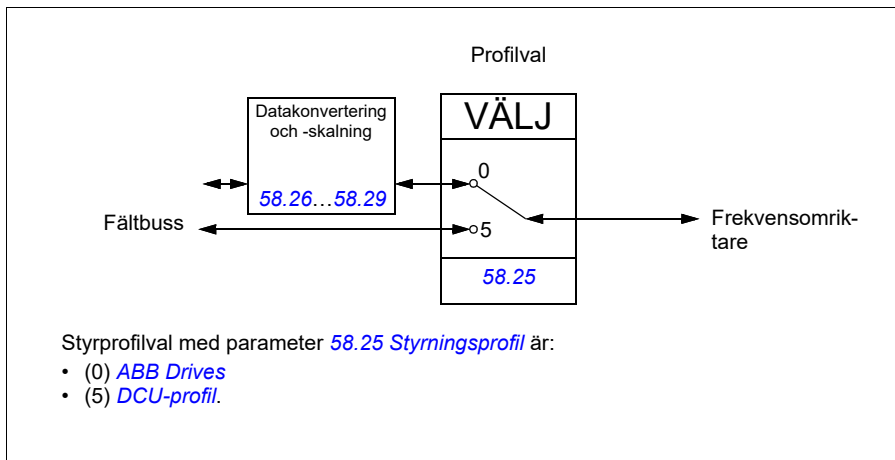 Profilval
Datakonvertering
och -skalning
58.26…58.29
VÄLJ
0
5
58.25
Fältbuss
Frekvensomrik-
tare
Styrprofilval med parameter 58.25 Styrningsprofil är:
• (0) ABB Drives
• (5) DCU-profil.